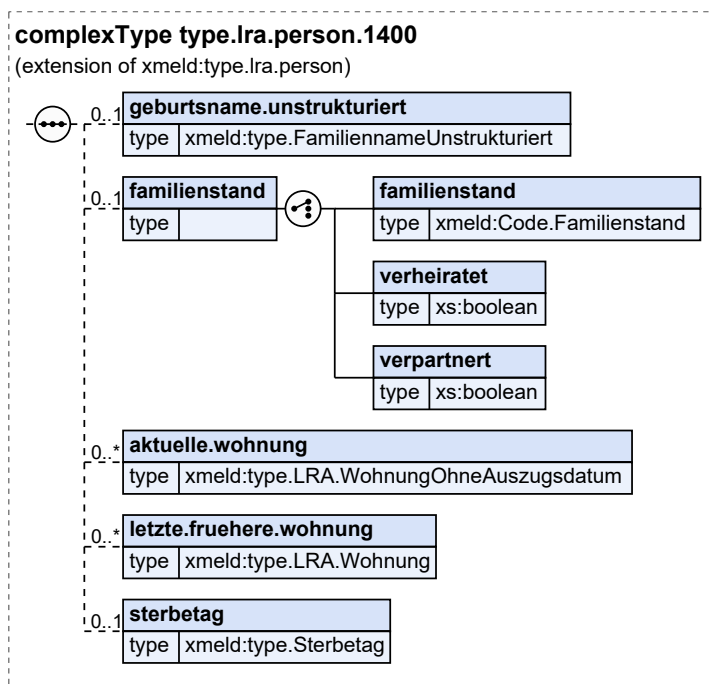 complexType type.lra.person.1400
(extension of xmeld:type.lra.person)
0..1 geburtsname.unstrukturiert
type xmeld:type.FamiliennameUnstrukturiert
0..1 familienstand familienstand
type type xmeld:Code.Familienstand
verheiratet
type xs:boolean
verpartnert
type xs:boolean
0..* aktuelle.wohnung
type xmeld:type.LRA.WohnungOhneAuszugsdatum
0..* letzte.fruehere.wohnung
type xmeld:type.LRA.Wohnung
0..1 sterbetag
type xmeld:type.Sterbetag